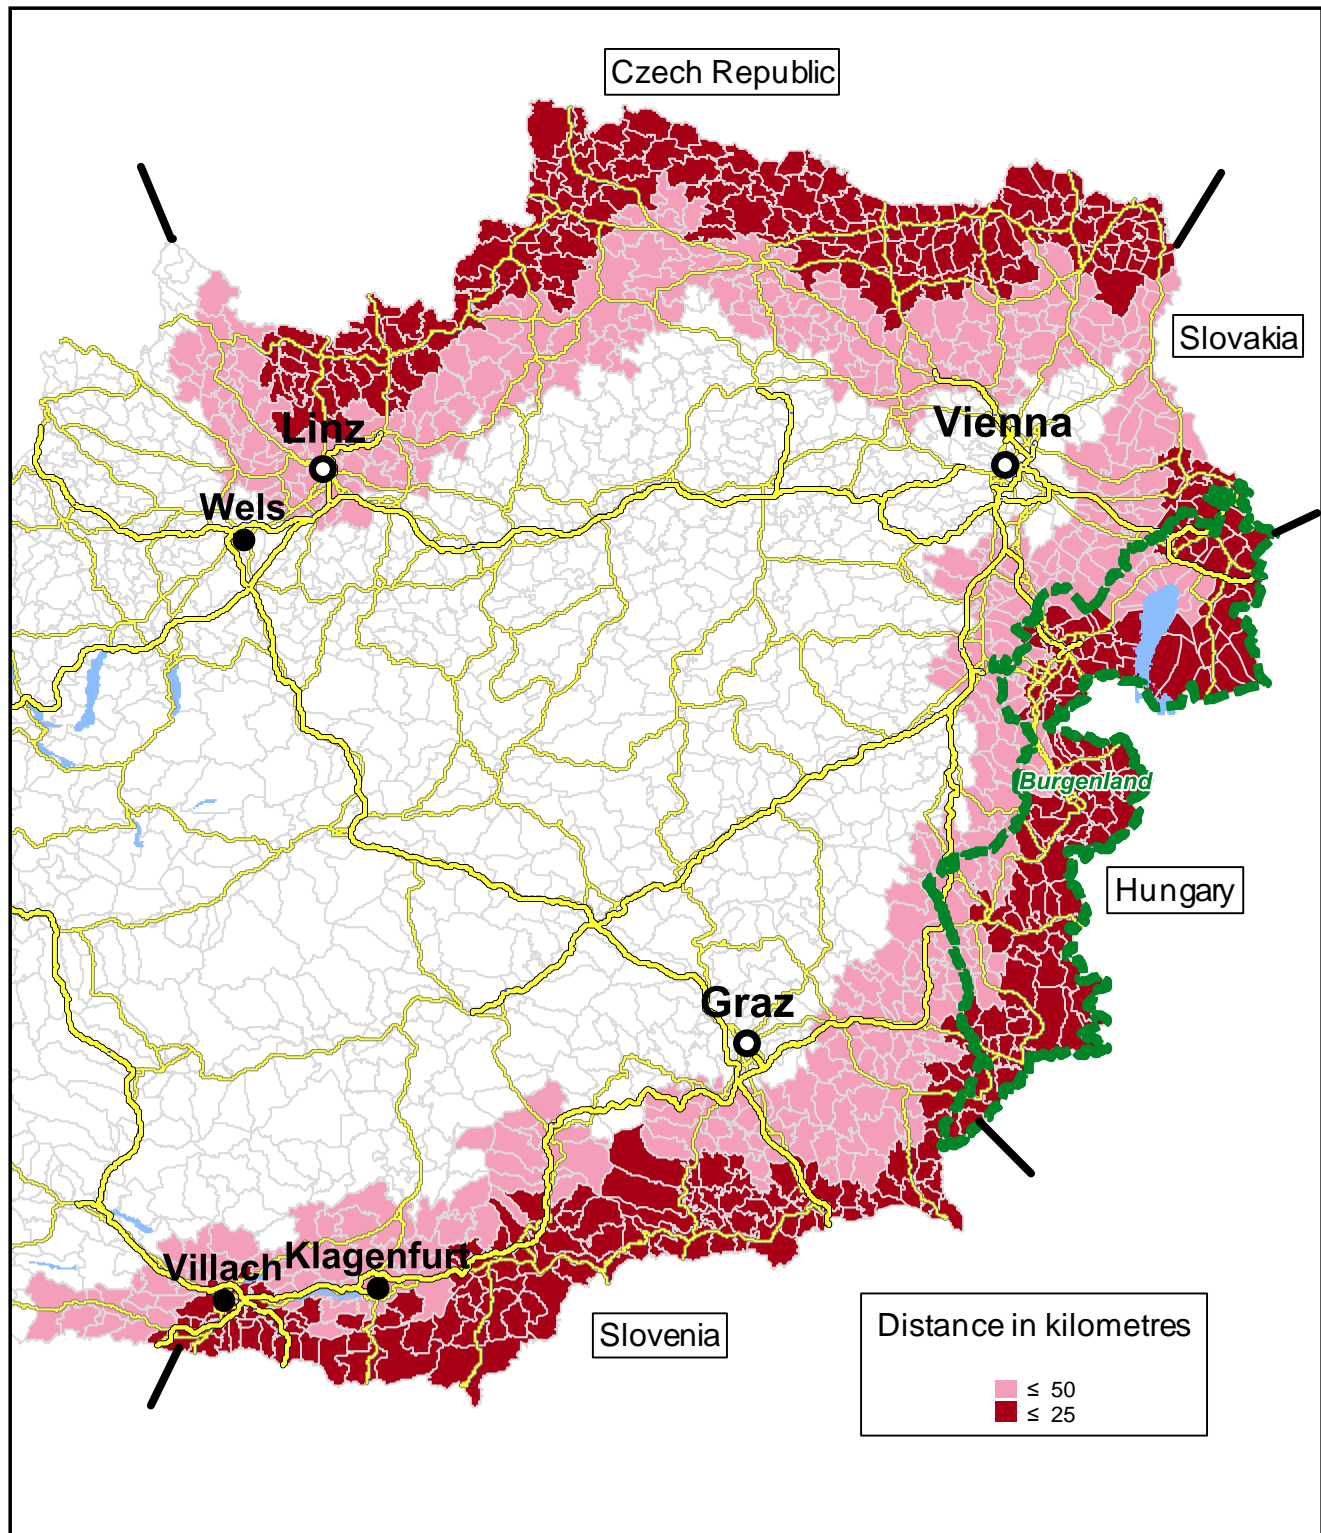 Czech Republic
Slovakia
Linz
Vienna
Wels
Burgenland
Hungary
Graz
Villach
Klagenfurt
Slovenia
Distance in kilometres
≤ 50
≤ 25